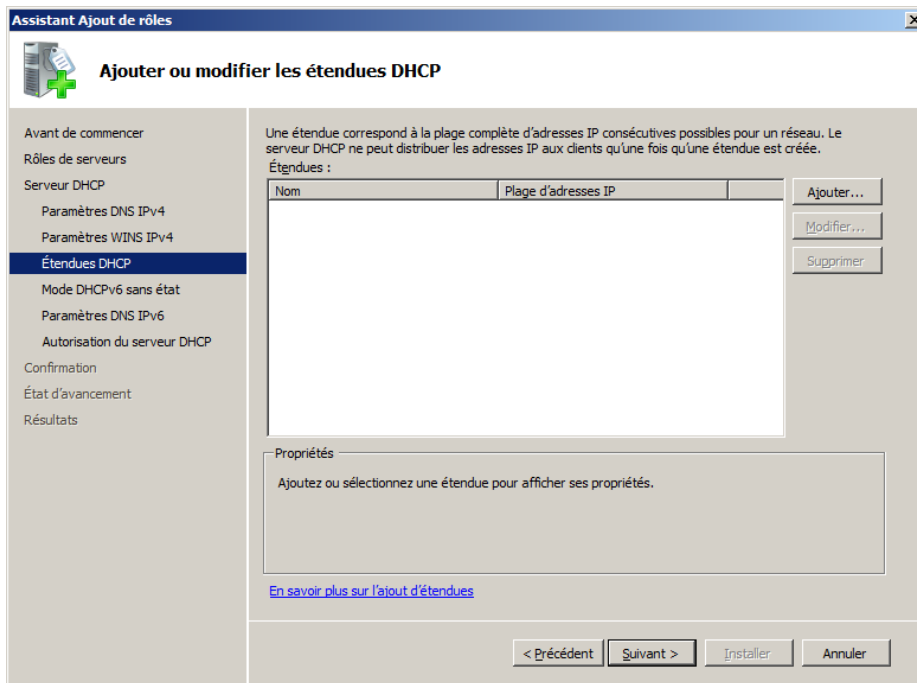 Assistant Ajout de rôles
Ajouter ou modifier les étendues DHCP
Avant de commencer
Rôles de serveurs
Serveur DHCP
Paramètres DNS IPv4
Paramètres WINS IPv4
Étendues DHCP
Mode DHCPv6 sans état
Paramètres DNS IPv6
Autorisation du serveur DHCP
Confirmation
État d'avancement
Résultats
Une étendue correspond à la plage complète d'adresses IP consécutives possibles pour un réseau. Le
serveur DHCP ne peut distribuer les adresses IP aux clients qu'une fois qu'une étendue est créée.
Étendues :
Nom Plage d'adresses IP
Ajouter...
Modifier...
Supprimer
Propriétés
Ajoutez ou sélectionnez une étendue pour afficher ses propriétés.
En savoir plus sur l'ajout d'étendues
< Précédent Suivant > Installer Annuler